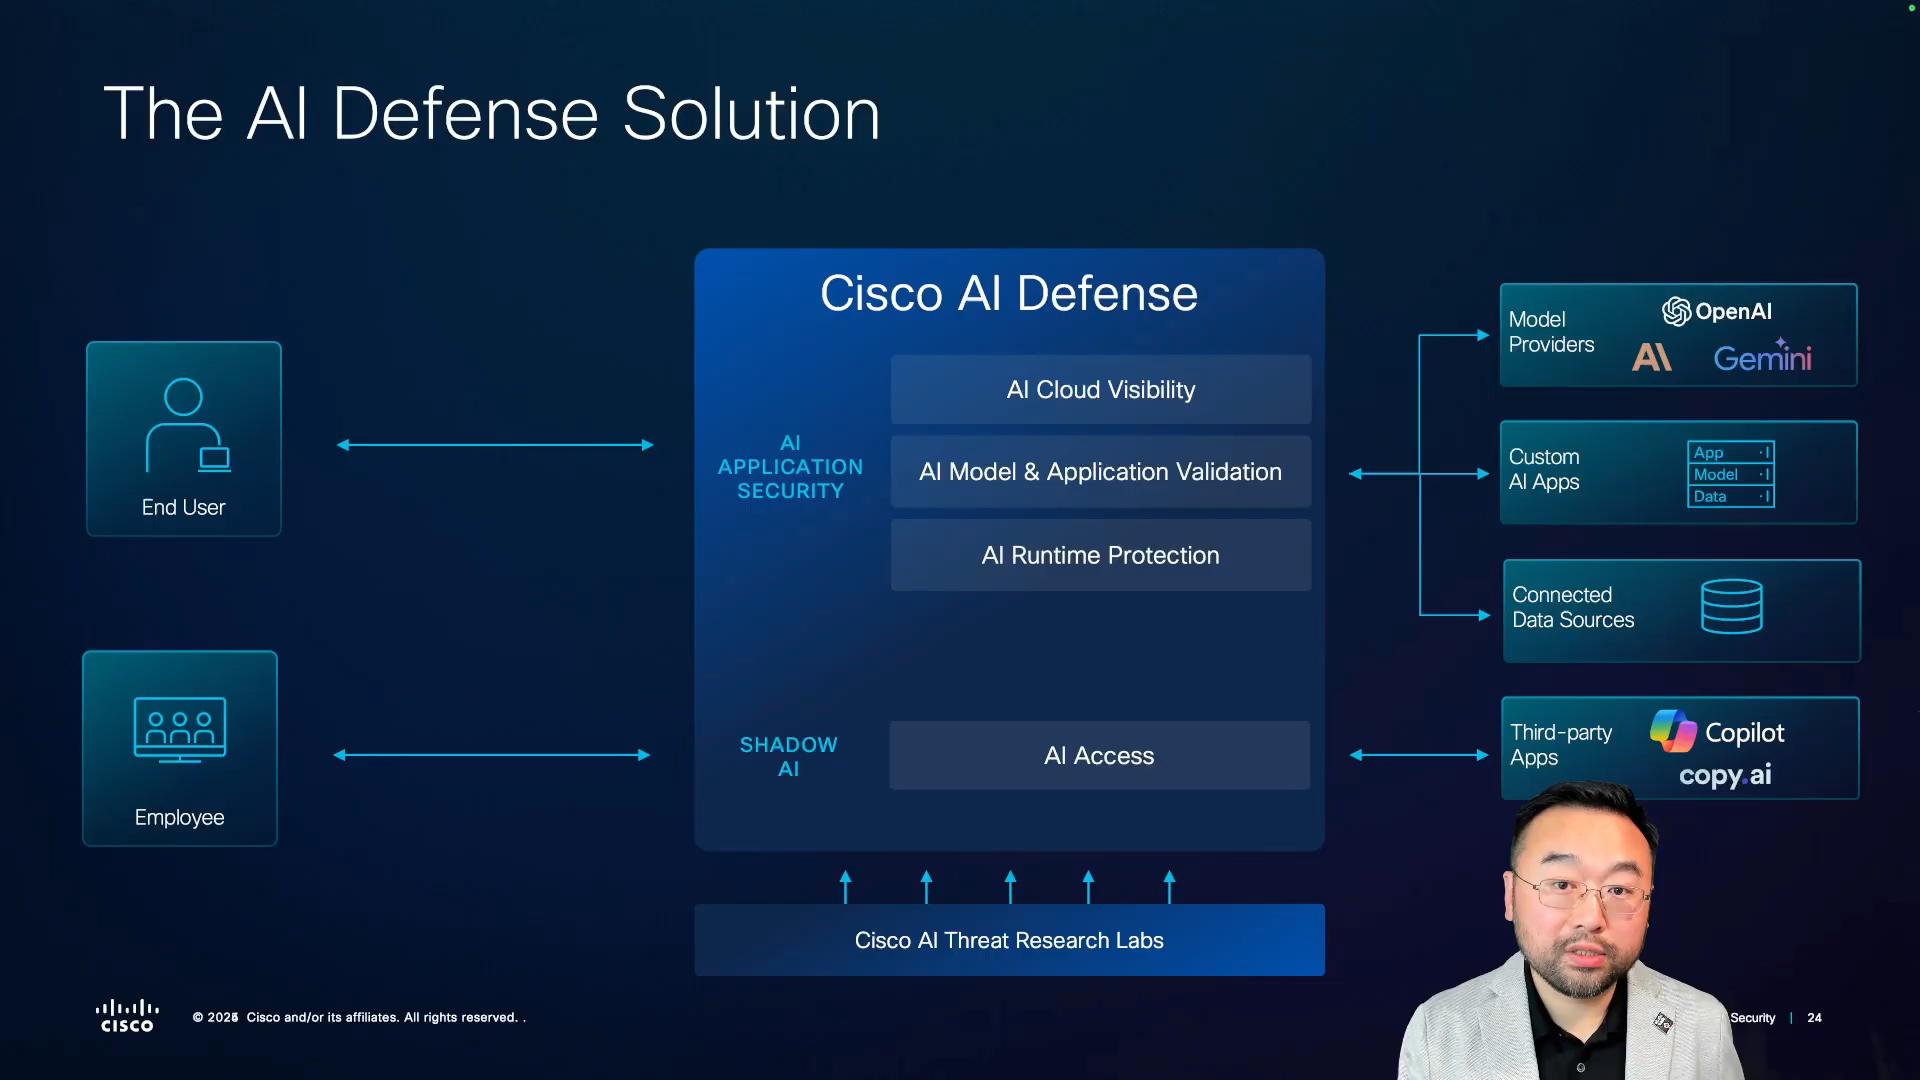 The AI Defense Solution
Cisco AI Defense
AI
APPLICATION
SECURITY
AI Cloud Visibility
AI Model & Application Validation
AI Runtime Protection
SHADOW
AI
AI Access
Cisco AI Threat Research Labs
End User
Employee
Model
Providers
OpenAI
AI
Gemini
Custom
AI Apps
App
Model
Data
Connected
Data Sources
Third-party
Apps
Copilot
copy.ai
CISCO
© Cisco and/or its affiliates. All rights reserved. .
Security | 24